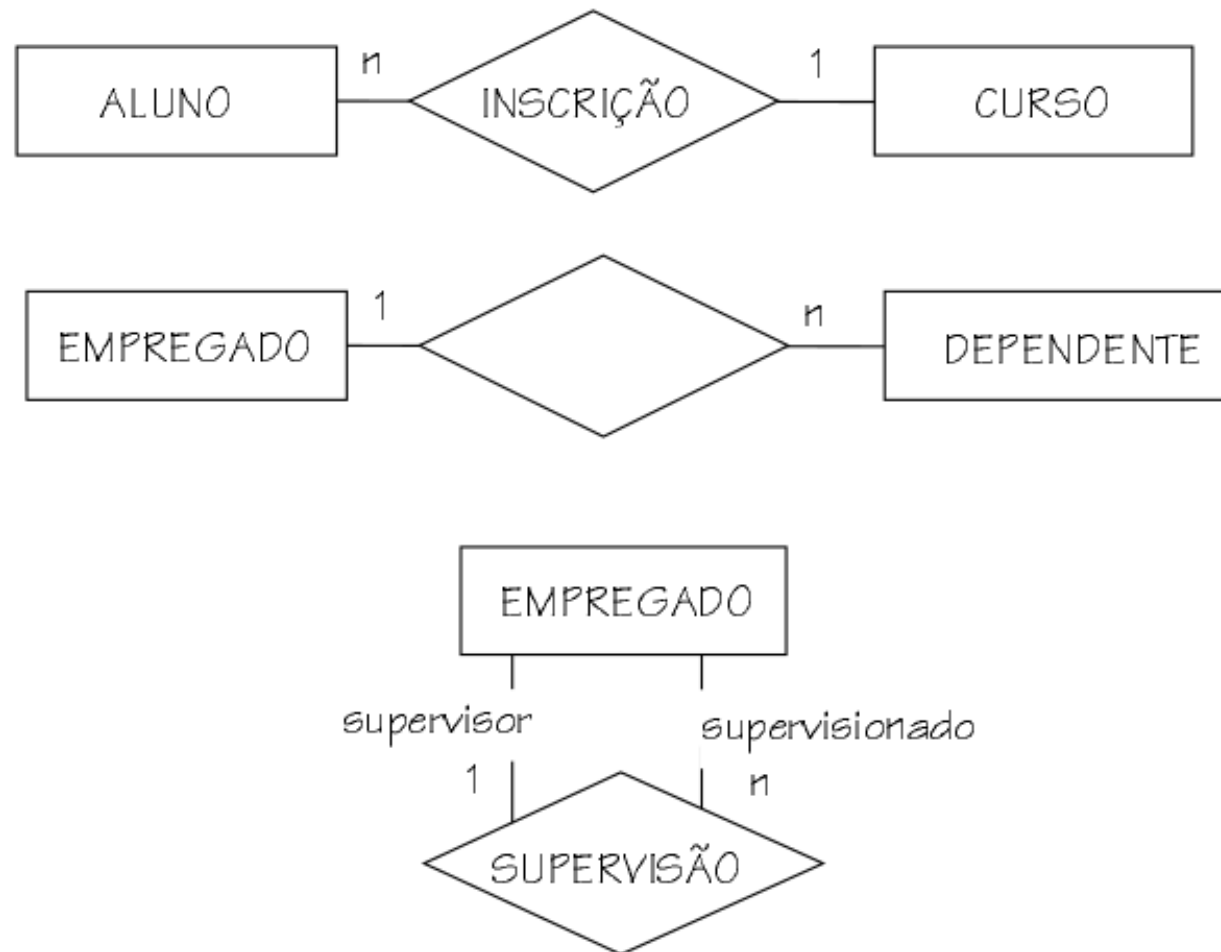 n 1
ALUNO INSCRIÇÃO CURSO
1 n
EMPREGADO DEPENDENTE
EMPREGADO
supervisor supervisionado
1 n
SUPERVISÃO